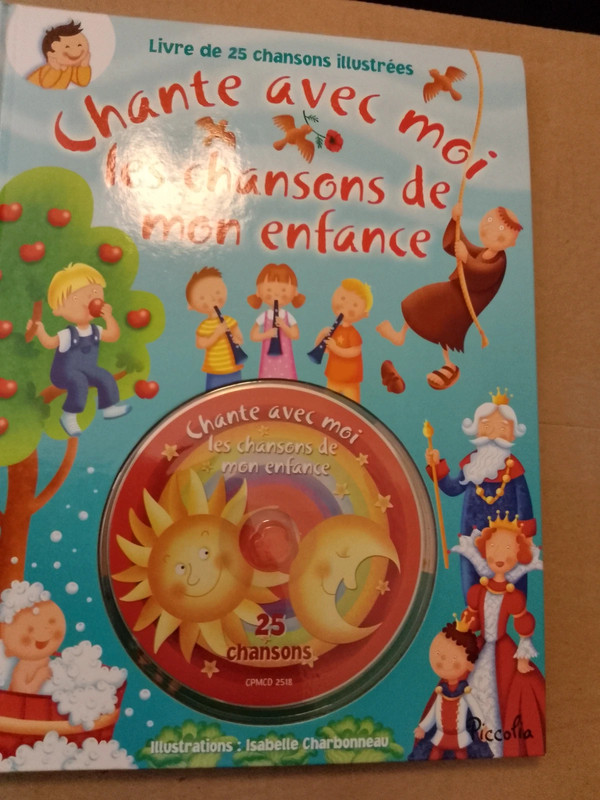 Livre de 25 chansons illustrées
Chante avec moi
les chansons de
mon enfance
Chante avec moi
les chansons de
mon enfance
25
chansons
CPMCD 2518
Piccolia
Illustrations : Isabelle Charbonneau